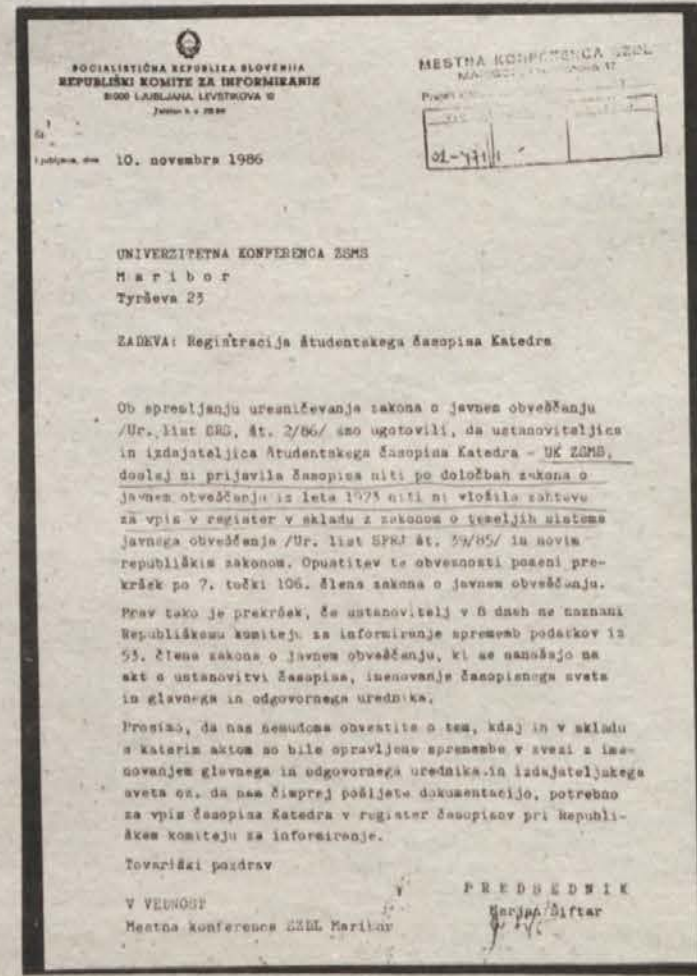 SOCIALISTIČNA REPUBLIKA SLOVENIJA
REPUBLIŠKI KOMITE ZA INFORMIRANJE
61000 LJUBLJANA, LEVSTIKOVA 10
MESTNA KONFERENCA SZDL
Ljubljana, dne 10. novembra 1986
UNIVERZITETNA KONFERENCA ZSMS
M a r i b o r
Tyrševa 23
ZADEVA: Registracija študentskega časopisa Katedra
Ob spremljanju uresničevanja zakona o javnem obveščanju
/Ur. list SRS, št. 2/86/ smo ugotovili, da ustanoviteljica
in izdajateljica študentskega časopisa Katedra - UK ZSMS,
doslej ni prijavila časopisa niti po določbah zakona o
javnem obveščanju iz leta 1973 niti ni vložila zahteve
za vpis v register v skladu z zakonom o temeljih sistema
javnega obveščanja /Ur. list SFRJ št. 39/85/ in novim
republiškim zakonom. Opustitev te obveznosti pomeni pre-
kršek po 7. točki 106. člena zakona o javnem obveščanju.
Prav tako je prekršek, če ustanovitelj v 8 dneh ne naznani
Republiškemu komiteju za informiranje sprememb podatkov iz
53. člena zakona o javnem obveščanju, ki se nanašajo na
akt o ustanovitvi časopisa, imenovanje časopisnega sveta
in glavnega in odgovornega urednika.
Prosimo, da nas nemudoma obvestite o tem, kdaj in v skladu
s katerim aktom so bile opravljene spremembe v zvezi z ime-
novanjem glavnega in odgovornega urednika in izdajateljskega
sveta oz. da nam čimprej pošljete dokumentacijo, potrebno
za vpis časopisa Katedra v register časopisov pri Republi-
škem komiteju za informiranje.
Tovariški pozdrav
P R E D S E D N I K
V VEDNOST
Marjan Šiftar
Mestna konferenca SZDL Maribor